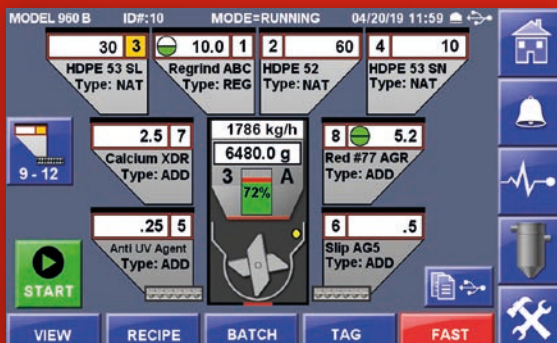 MODEL 960 B ID#:10 MODE=RUNNING 04/20/19 11:59
30 3 10.0 1 2 60 4 10
HDPE 53 SL Regrind ABC HDPE 52 HDPE 53 SN
Type: NAT Type: REG Type: NAT Type: NAT
9 - 12
2.5 7
Calcium XDR
Type: ADD
1786 kg/h
6480.0 g
3 A
72%
8 5.2
Red #77 AGR
Type: ADD
.25 5
Anti UV Agent
Type: ADD
6 .5
Slip AG5
Type: ADD
START
VIEW RECIPE BATCH TAG FAST